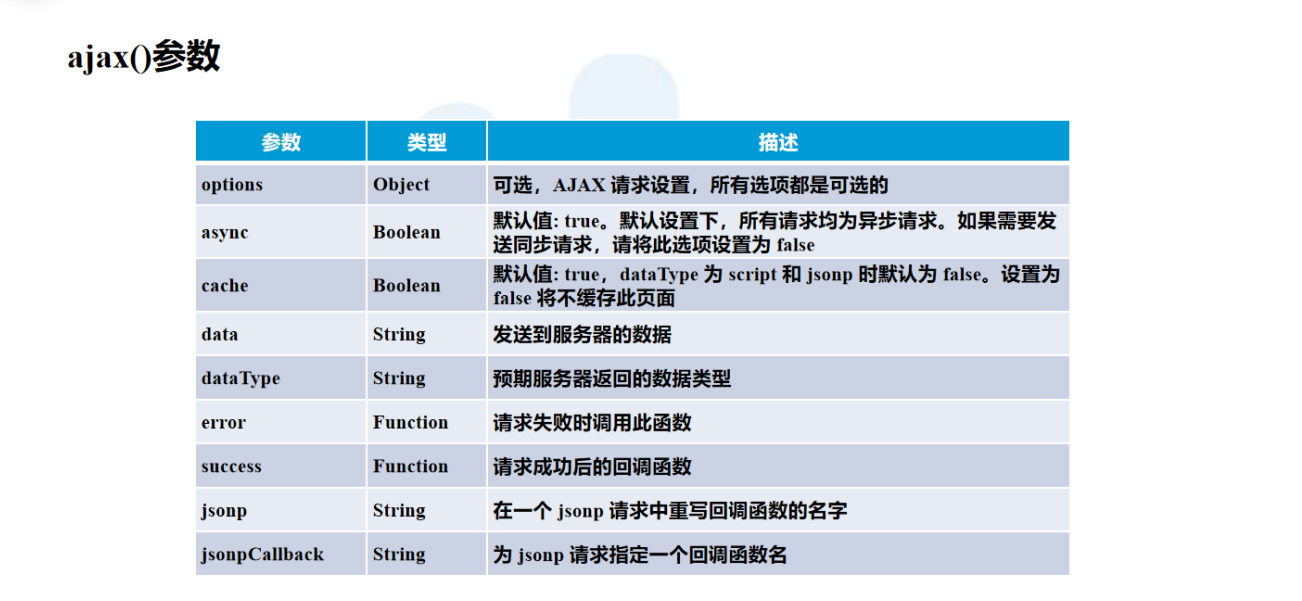 ajax()参数
参数 类型 描述
options Object 可选，AJAX 请求设置，所有选项都是可选的
async Boolean 默认值: true。默认设置下，所有请求均为异步请求。如果需要发
送同步请求，请将此选项设置为 false
cache Boolean 默认值: true，dataType 为 script 和 jsonp 时默认为 false。设置为
false 将不缓存此页面
data String 发送到服务器的数据
dataType String 预期服务器返回的数据类型
error Function 请求失败时调用此函数
success Function 请求成功后的回调函数
jsonp String 在一个 jsonp 请求中重写回调函数的名字
jsonpCallback String 为 jsonp 请求指定一个回调函数名